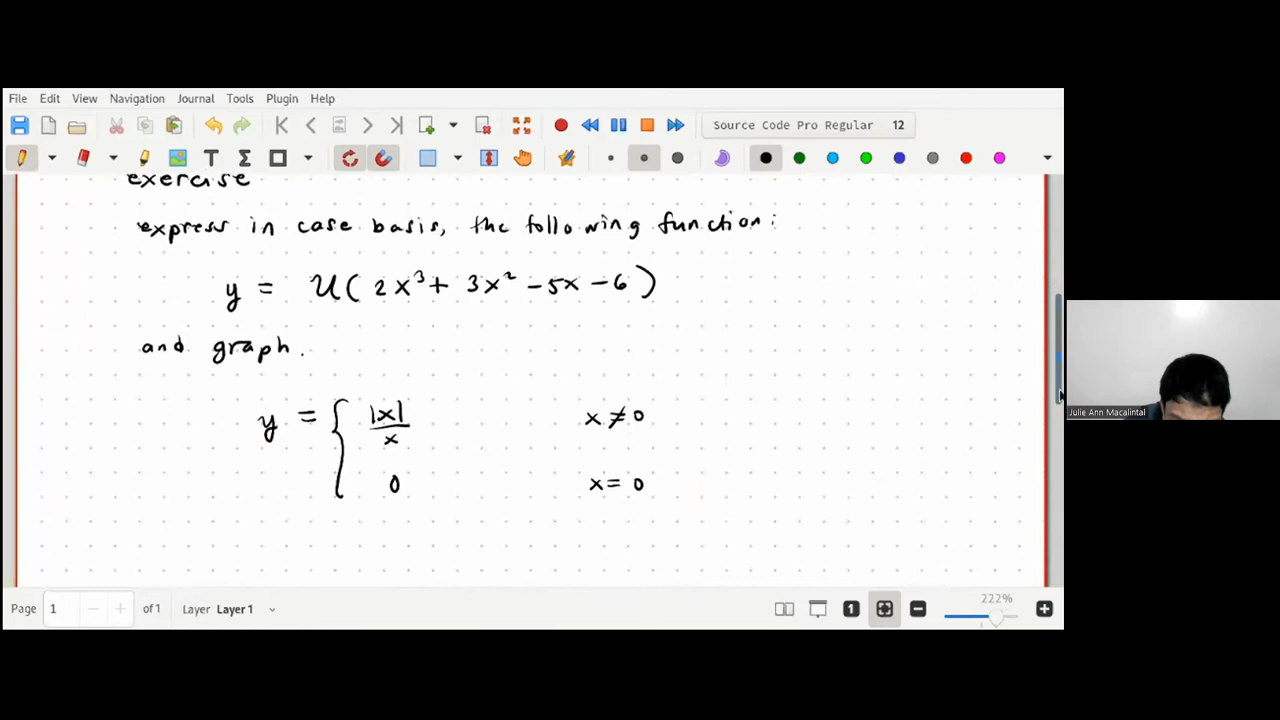 File Edit View Navigation Journal Tools Plugin Help
Source Code Pro Regular 12
exercise
express in case basis, the following function:
y = U( 2x³ + 3x² - 5x - 6 )
and graph.
y = { |x|/x x ≠ 0
0 x = 0
Julie Ann Macalintal
Page 1 of 1 Layer Layer 1 1 222%